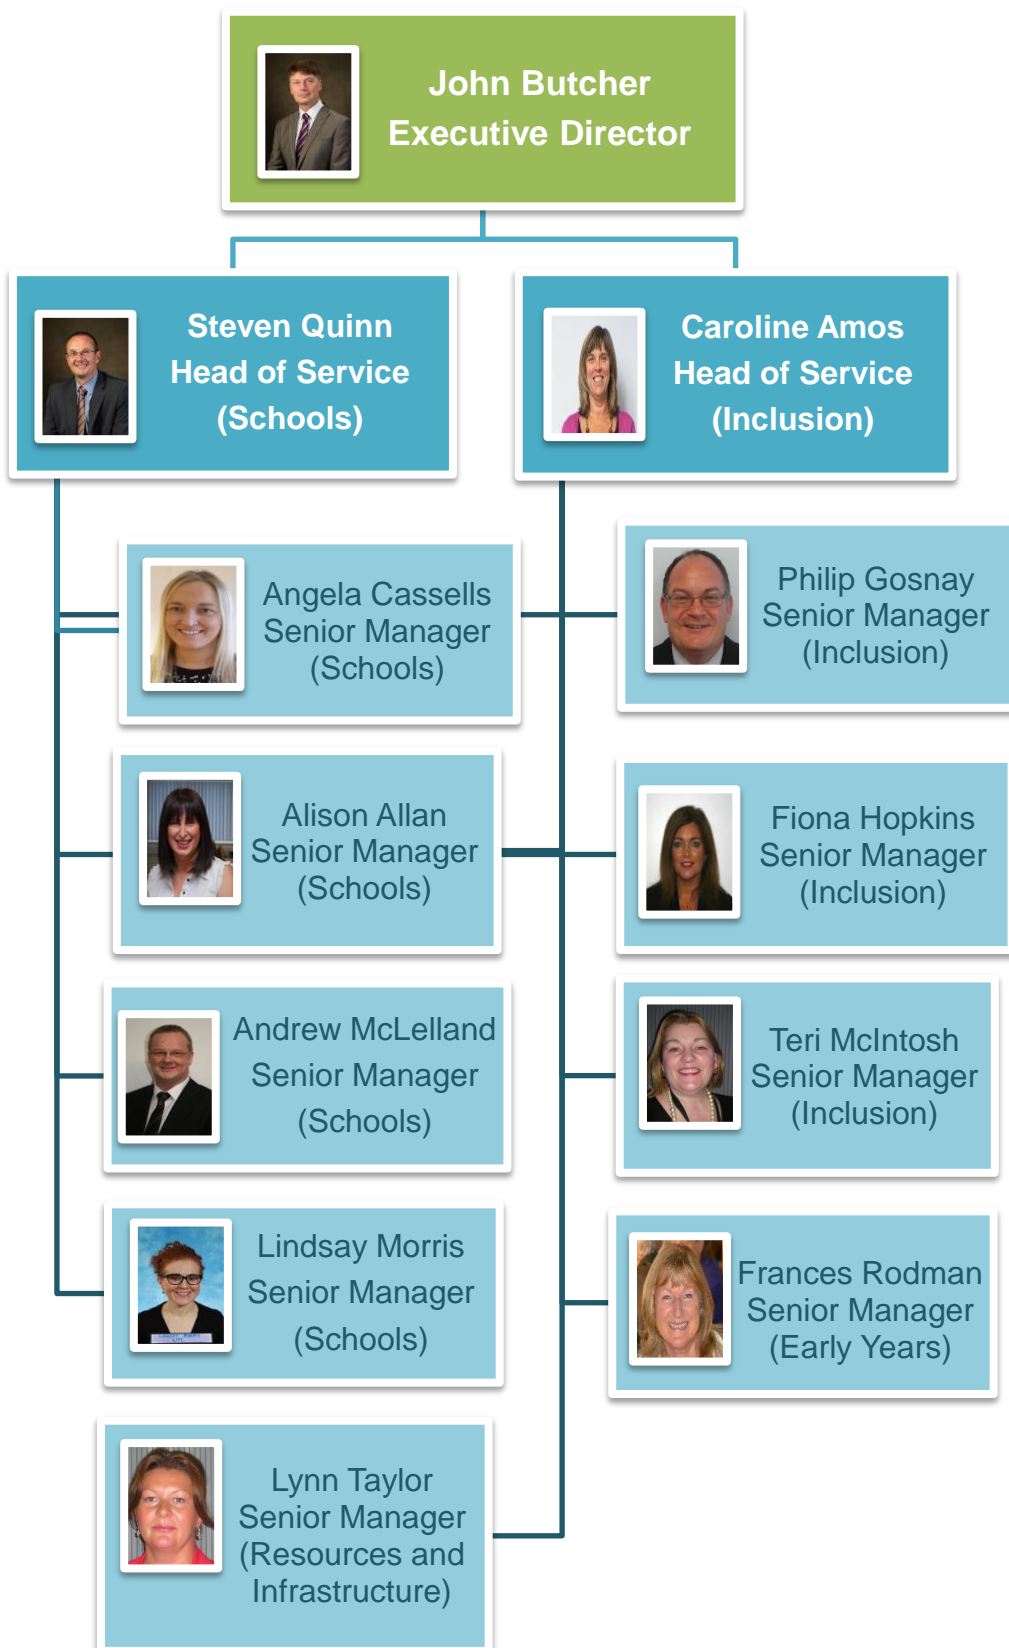 John Butcher
Executive Director
Steven Quinn
Head of Service
(Schools)
Caroline Amos
Head of Service
(Inclusion)
Angela Cassells
Senior Manager
(Schools)
Philip Gosnay
Senior Manager
(Inclusion)
Alison Allan
Senior Manager
(Schools)
Fiona Hopkins
Senior Manager
(Inclusion)
Andrew McLelland
Senior Manager
(Schools)
Teri McIntosh
Senior Manager
(Inclusion)
Lindsay Morris
Senior Manager
(Schools)
Frances Rodman
Senior Manager
(Early Years)
Lynn Taylor
Senior Manager
(Resources and
Infrastructure)